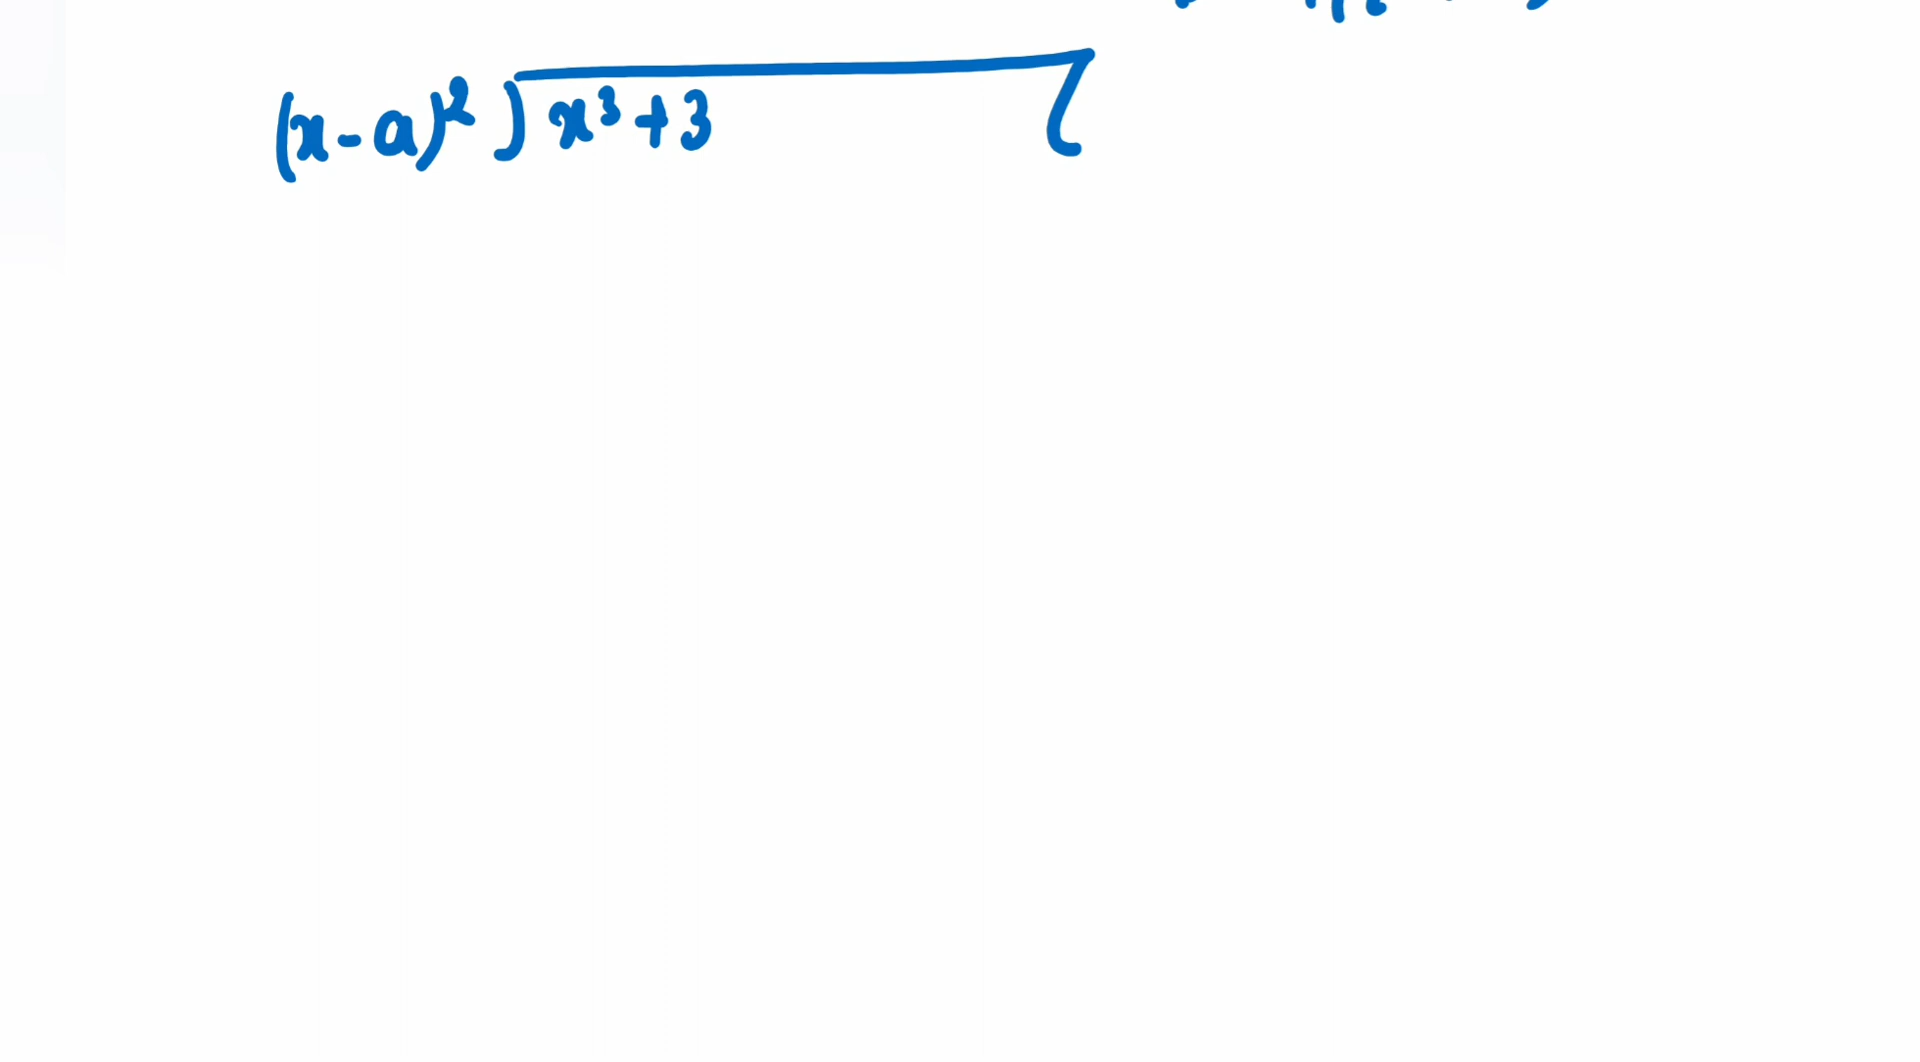 (x-a)² ) x³+3 (